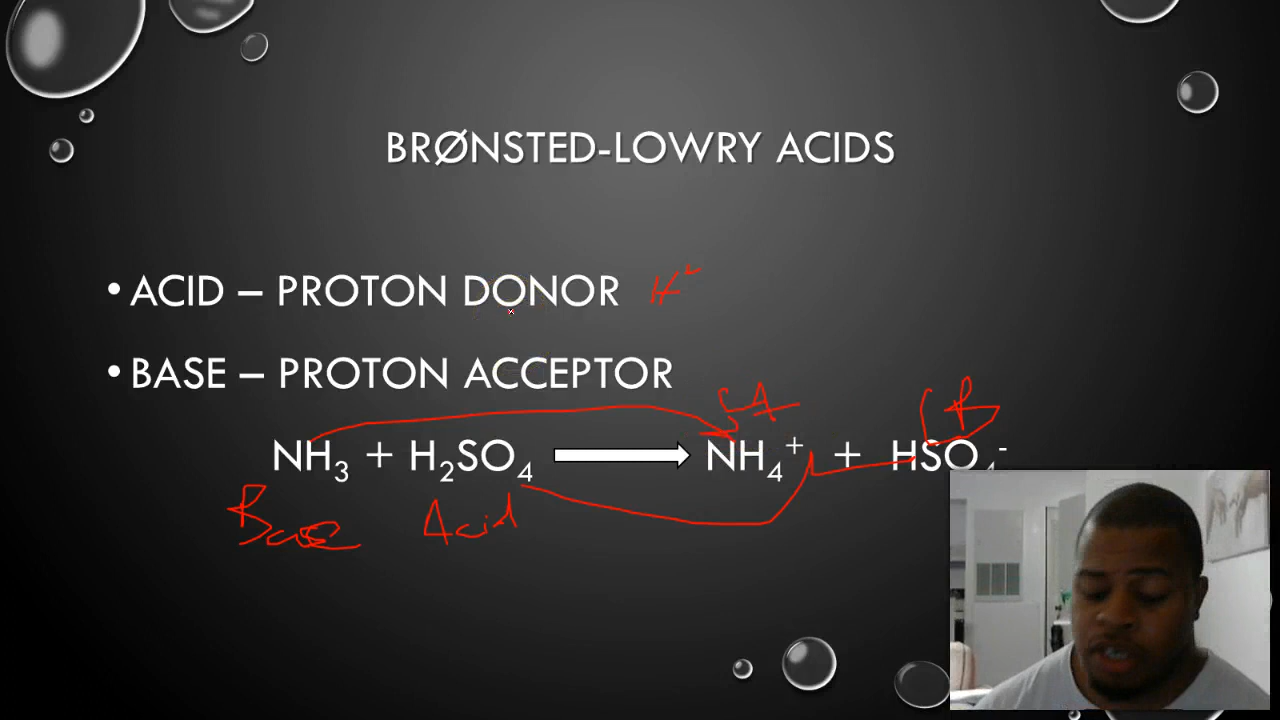 BRØNSTED-LOWRY ACIDS
• ACID – PROTON DONOR H⁺
• BASE – PROTON ACCEPTOR
CA CB
NH₃ + H₂SO₄ NH₄⁺ + HSO₄⁻
Base Acid